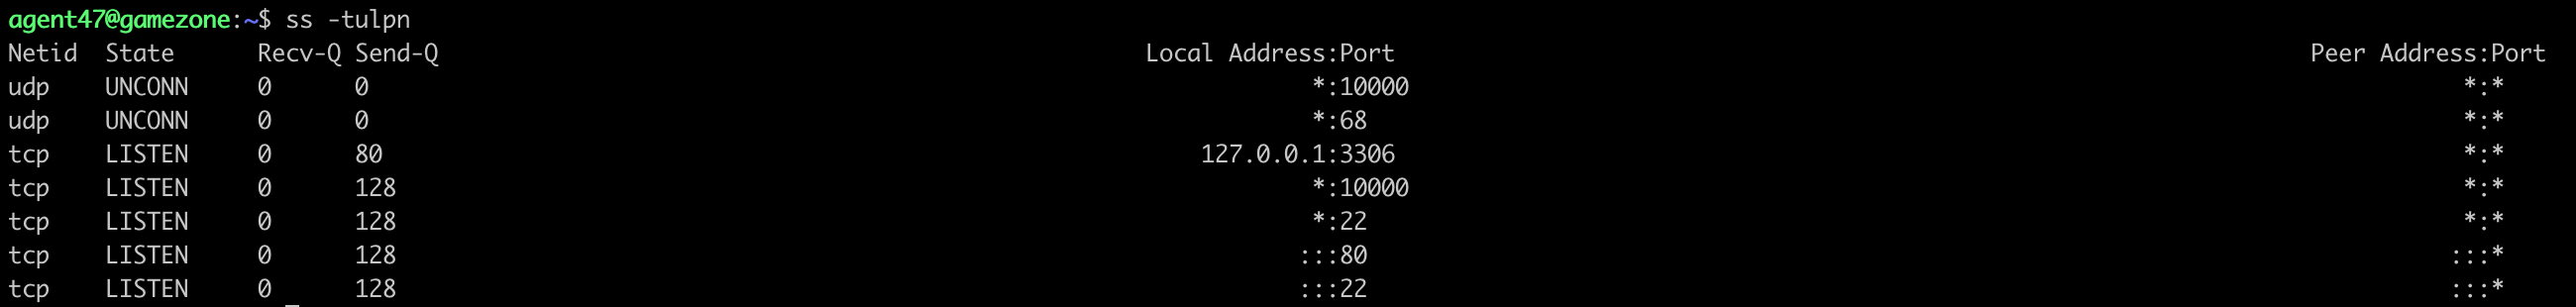 agent47@gamezone:~$ ss -tulpn
Netid State Recv-Q Send-Q Local Address:Port Peer Address:Port
udp UNCONN 0 0 *:10000 *:*
udp UNCONN 0 0 *:68 *:*
tcp LISTEN 0 80 127.0.0.1:3306 *:*
tcp LISTEN 0 128 *:10000 *:*
tcp LISTEN 0 128 *:22 *:*
tcp LISTEN 0 128 :::80 :::*
tcp LISTEN 0 128 :::22 :::*